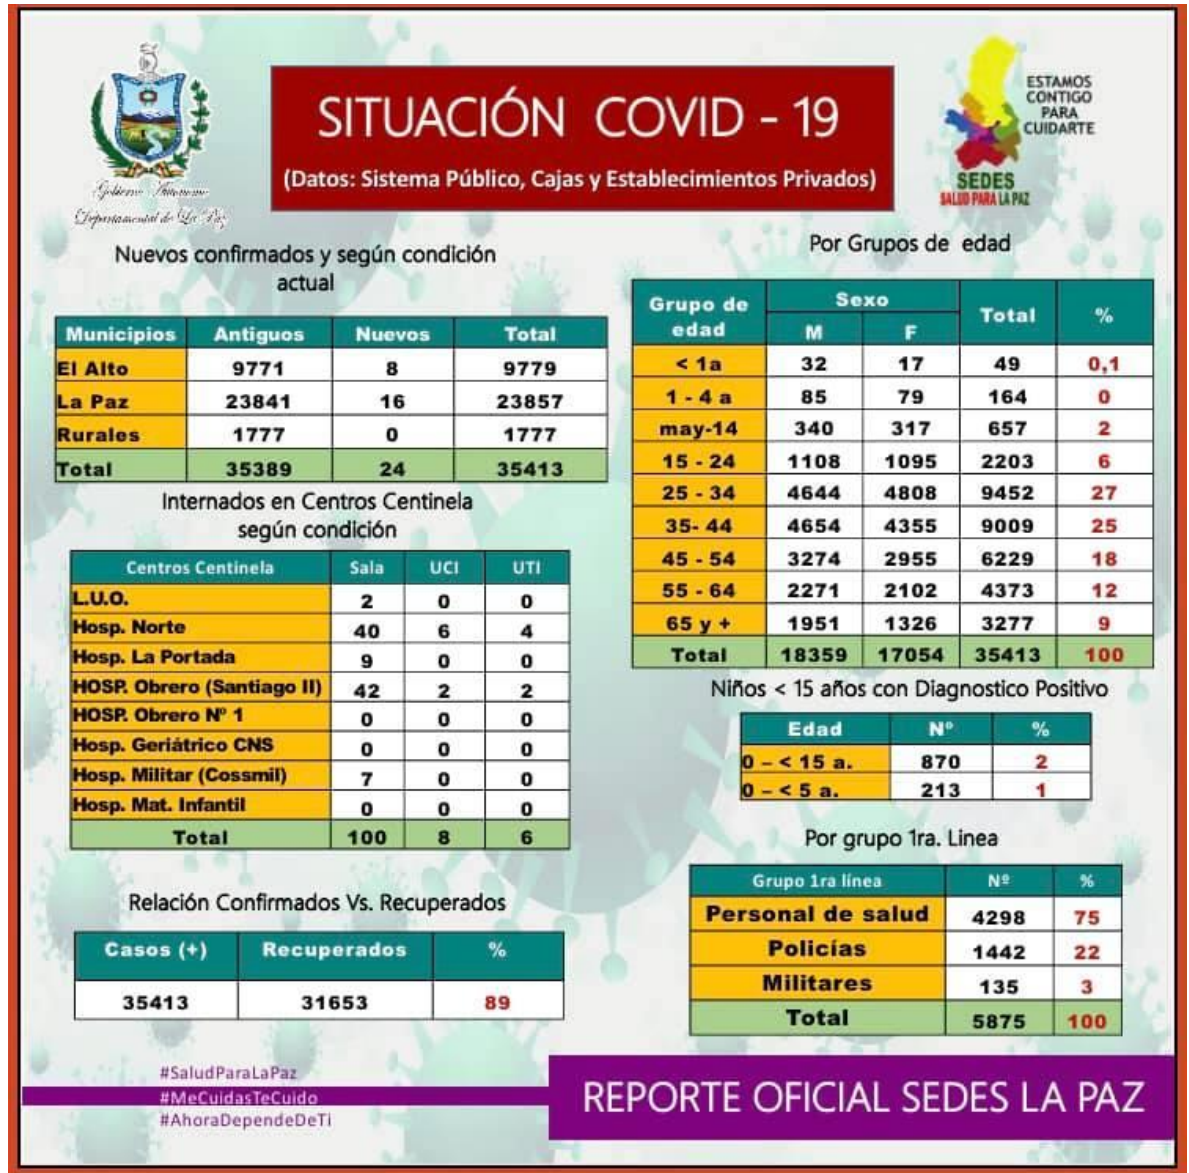 Gobierno Autonomo
Departamental de La Paz
SITUACIÓN COVID - 19
(Datos: Sistema Público, Cajas y Establecimientos Privados)
ESTAMOS
CONTIGO
PARA
CUIDARTE
SEDES
SALUD PARA LA PAZ
Nuevos confirmados y según condición
actual
Municipios Antiguos Nuevos Total
El Alto 9771 8 9779
La Paz 23841 16 23857
Rurales 1777 0 1777
Total 35389 24 35413
Internados en Centros Centinela
según condición
Centros Centinela Sala UCI UTI
L.U.O. 2 0 0
Hosp. Norte 40 6 4
Hosp. La Portada 9 0 0
HOSP. Obrero (Santiago II) 42 2 2
HOSP. Obrero Nº 1 0 0 0
Hosp. Geriátrico CNS 0 0 0
Hosp. Militar (Cossmil) 7 0 0
Hosp. Mat. Infantil 0 0 0
Total 100 8 6
Relación Confirmados Vs. Recuperados
Casos (+) Recuperados %
35413 31653 89
Por Grupos de edad
Grupo de edad Sexo Total %
M F
< 1a 32 17 49 0,1
1 - 4 a 85 79 164 0
may-14 340 317 657 2
15 - 24 1108 1095 2203 6
25 - 34 4644 4808 9452 27
35- 44 4654 4355 9009 25
45 - 54 3274 2955 6229 18
55 - 64 2271 2102 4373 12
65 y + 1951 1326 3277 9
Total 18359 17054 35413 100
Niños < 15 años con Diagnostico Positivo
Edad Nº %
0 – < 15 a. 870 2
0 – < 5 a. 213 1
Por grupo 1ra. Linea
Grupo 1ra línea Nº %
Personal de salud 4298 75
Policías 1442 22
Militares 135 3
Total 5875 100
#SaludParaLaPaz
#MeCuidasTeCuido
#AhoraDependeDeTi
REPORTE OFICIAL SEDES LA PAZ